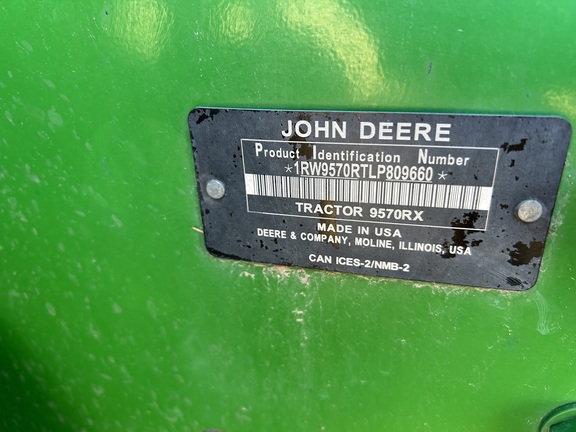 JOHN DEERE
Product Identification Number
*1RW9570RTLP809660*
TRACTOR 9570RX
MADE IN USA
DEERE & COMPANY, MOLINE, ILLINOIS, USA
CAN ICES-2/NMB-2